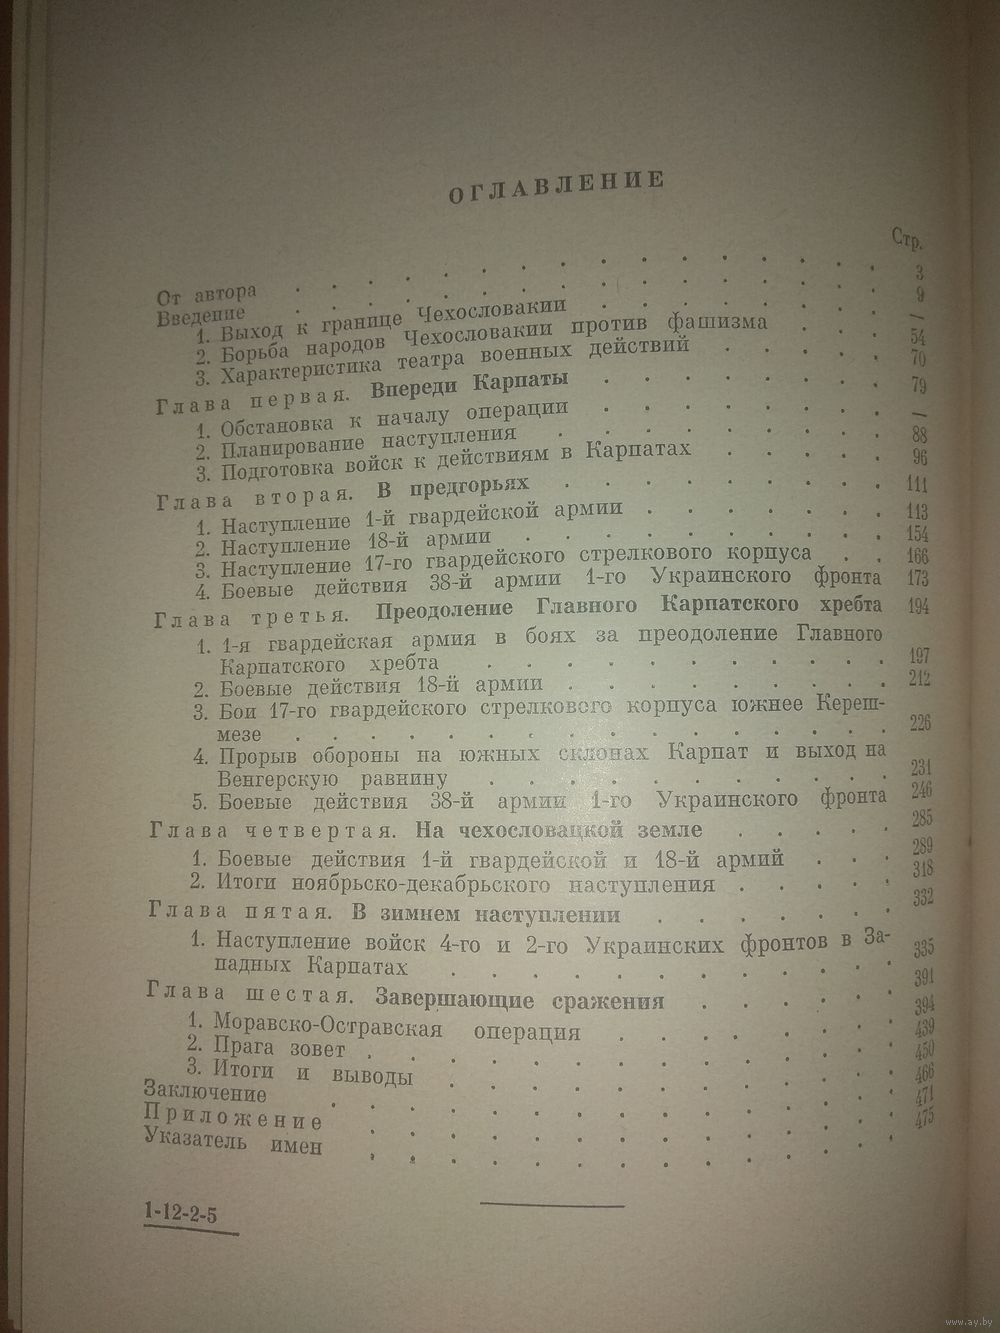 ОГЛАВЛЕНИЕ
Стр.
От автора . . . . . . . . . . . . . . . . 3
Введение . . . . . . . . . . . . . . . . 9
1. Выход к границе Чехословакии . . . . . . . . —
2. Борьба народов Чехословакии против фашизма . . . 54
3. Характеристика театра военных действий . . . . . 70
Глава первая. Впереди Карпаты . . . . . . . . 79
1. Обстановка к началу операции . . . . . . . . —
2. Планирование наступления . . . . . . . . . 88
3. Подготовка войск к действиям в Карпатах . . . . . 96
Глава вторая. В предгорьях . . . . . . . . . 111
1. Наступление 1-й гвардейской армии . . . . . . . 113
2. Наступление 18-й армии . . . . . . . . . . 154
3. Наступление 17-го гвардейского стрелкового корпуса . . 166
4. Боевые действия 38-й армии 1-го Украинского фронта 173
Глава третья. Преодоление Главного Карпатского хребта 194
1. 1-я гвардейская армия в боях за преодоление Главного
Карпатского хребта . . . . . . . . . . . 197
2. Боевые действия 18-й армии . . . . . . . . . 212
3. Бои 17-го гвардейского стрелкового корпуса южнее Кереш-
мезе . . . . . . . . . . . . . . . . 226
4. Прорыв обороны на южных склонах Карпат и выход на
Венгерскую равнину . . . . . . . . . . . 231
5. Боевые действия 38-й армии 1-го Украинского фронта 246
Глава четвертая. На чехословацкой земле . . . . . 285
1. Боевые действия 1-й гвардейской и 18-й армий . . . 289
2. Итоги ноябрьско-декабрьского наступления . . . . . 318
Глава пятая. В зимнем наступлении . . . . . . . 332
1. Наступление войск 4-го и 2-го Украинских фронтов в За-
падных Карпатах . . . . . . . . . . . . 335
Глава шестая. Завершающие сражения . . . . . . 391
1. Моравско-Остравская операция . . . . . . . . 394
2. Прага зовет . . . . . . . . . . . . . . 439
3. Итоги и выводы . . . . . . . . . . . . 450
Заключение . . . . . . . . . . . . . . . 466
Приложение . . . . . . . . . . . . . . . 471
Указатель имен . . . . . . . . . . . . . . 475
1-12-2-5
www.ay.by